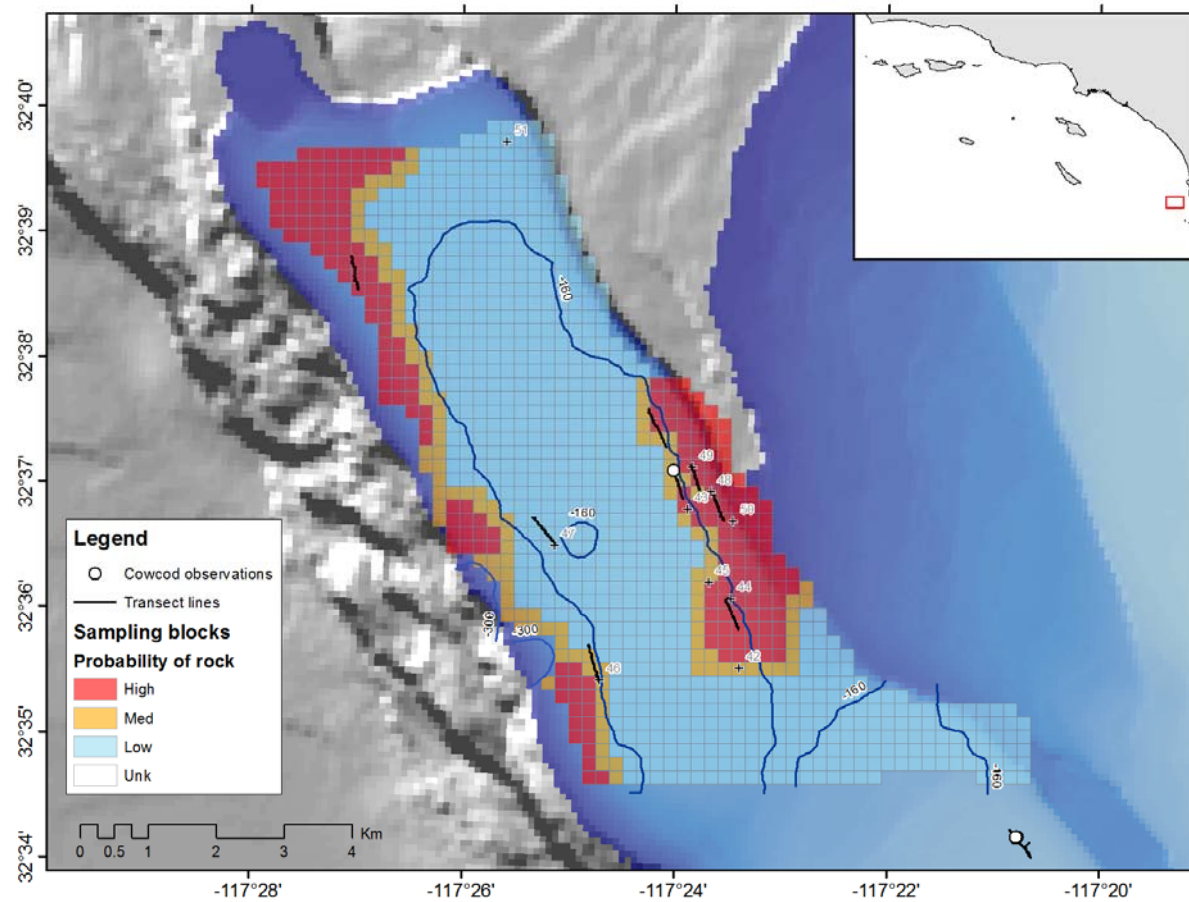 32°40'
32°39'
32°38'
32°37'
32°36'
32°35'
32°34'
51
-160
49
48
43
50
-160
47
45
44
-300
-300
46
42
-160
-160
Legend
Cowcod observations
Transect lines
Sampling blocks
Probability of rock
High
Med
Low
Unk
Km
0 0.5 1 2 3 4
-117°28' -117°26' -117°24' -117°22' -117°20'